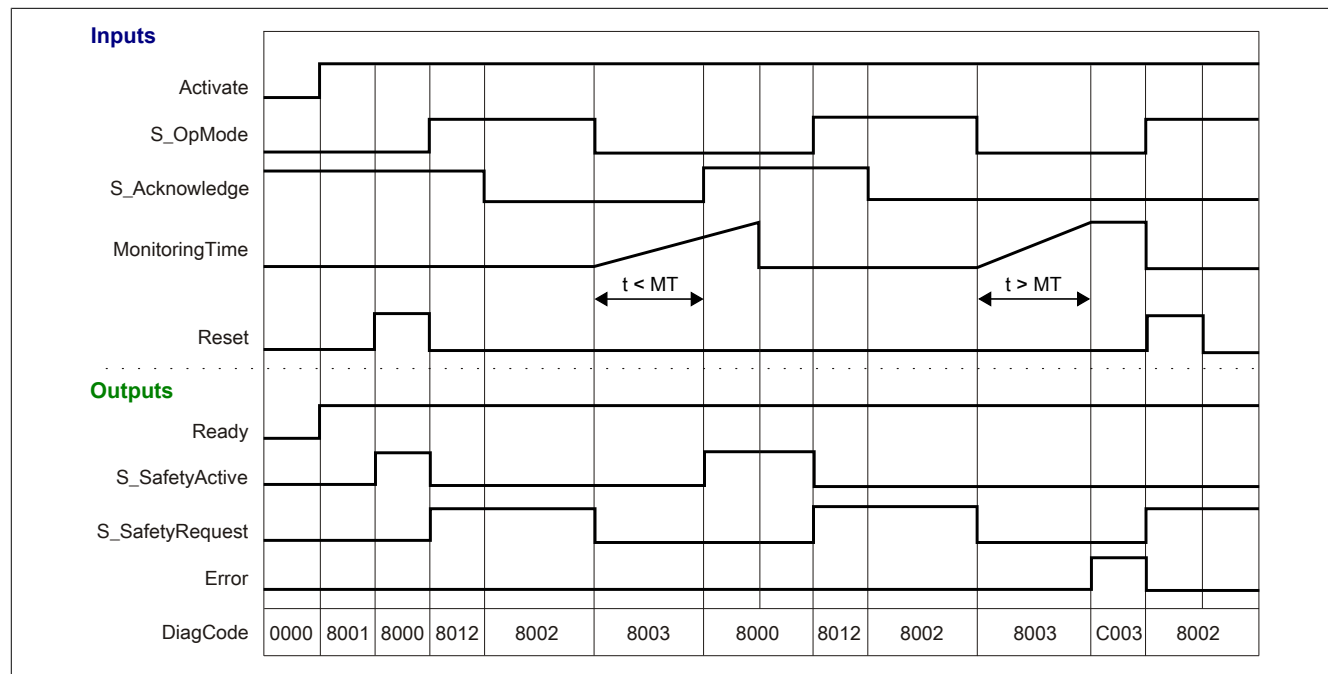 Inputs
Activate
S_OpMode
S_Acknowledge
MonitoringTime
t < MT
t > MT
Reset
Outputs
Ready
S_SafetyActive
S_SafetyRequest
Error
DiagCode 0000 8001 8000 8012 8002 8003 8000 8012 8002 8003 C003 8002